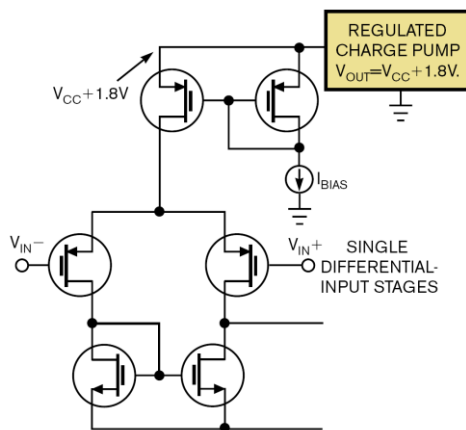 REGULATED
CHARGE PUMP
VOUT=VCC+1.8V.
VCC+1.8V
IBIAS
VIN−
VIN+
SINGLE
DIFFERENTIAL-
INPUT STAGES